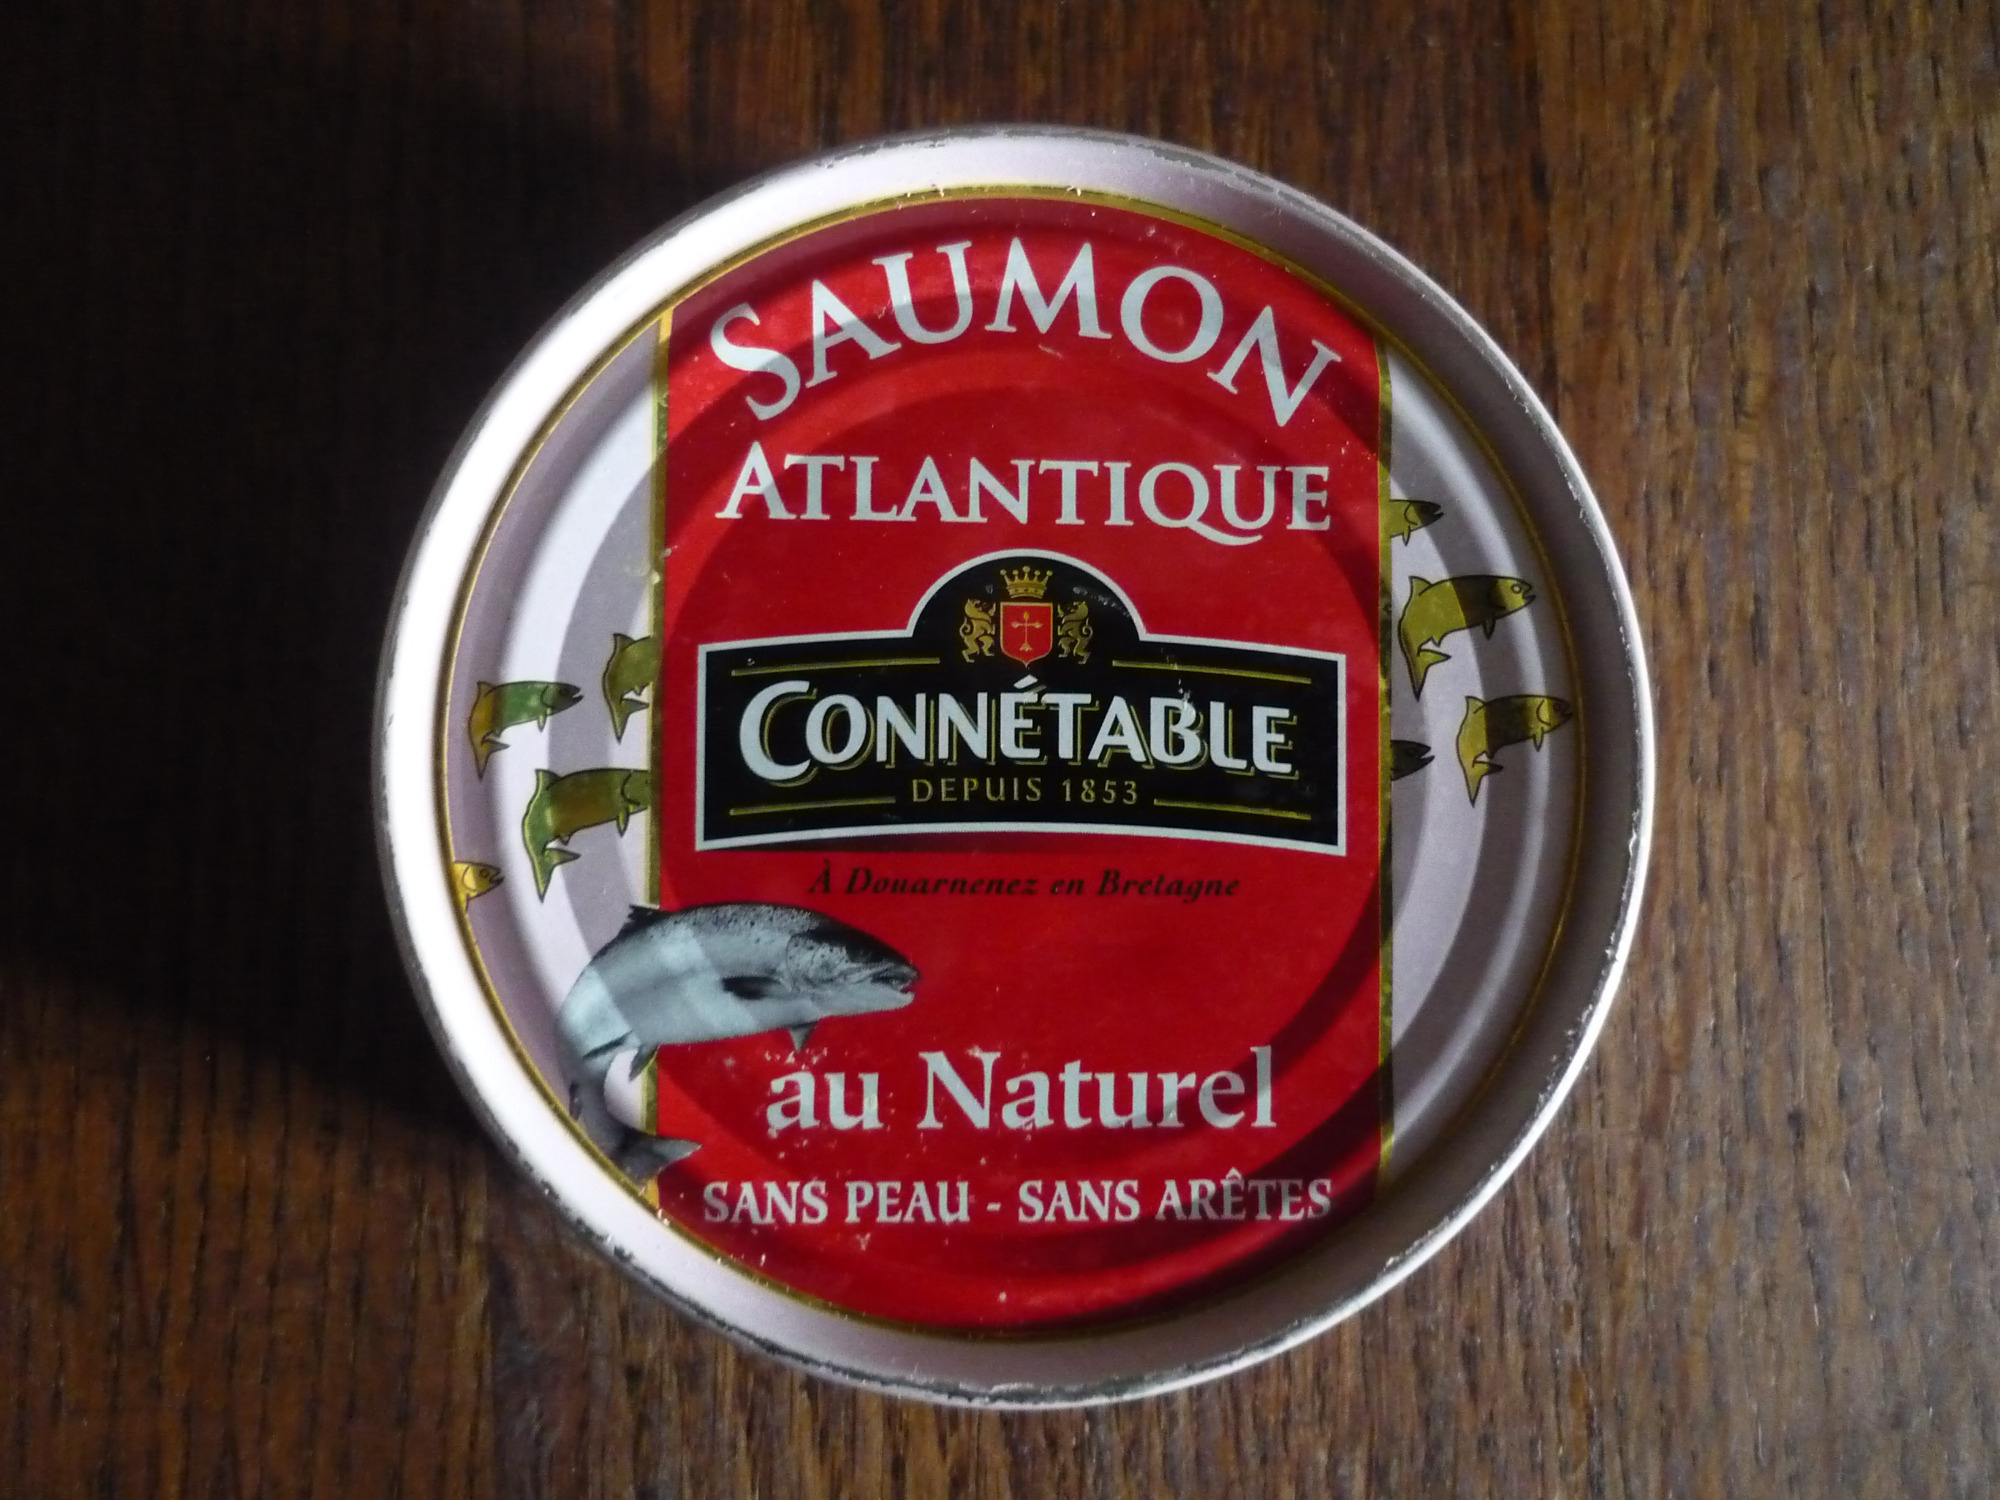 SAUMON
ATLANTIQUE
CONNÉTABLE
DEPUIS 1853
À Douarnenez en Bretagne
au Naturel
SANS PEAU - SANS ARÊTES